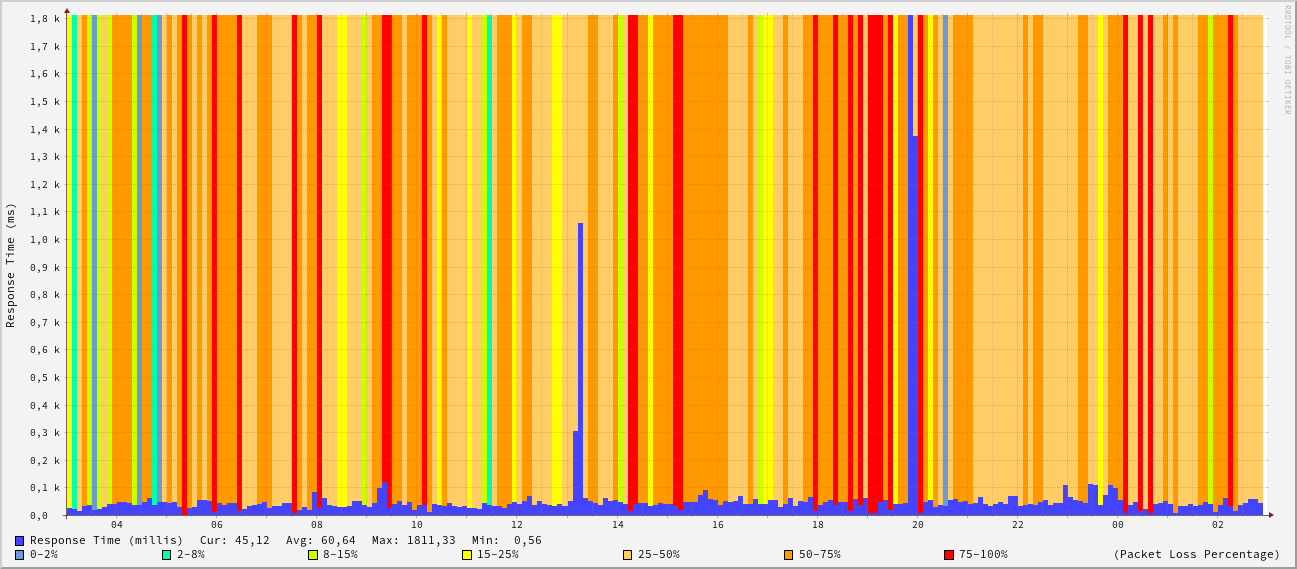 RRDTOOL / TOBI OETIKER
Response Time (ms)
1,8 k
1,7 k
1,6 k
1,5 k
1,4 k
1,3 k
1,2 k
1,1 k
1,0 k
0,9 k
0,8 k
0,7 k
0,6 k
0,5 k
0,4 k
0,3 k
0,2 k
0,1 k
0,0
04 06 08 10 12 14 16 18 20 22 00 02
Response Time (millis) Cur: 45,12 Avg: 60,64 Max: 1811,33 Min: 0,56
0-2% 2-8% 8-15% 15-25% 25-50% 50-75% 75-100% (Packet Loss Percentage)